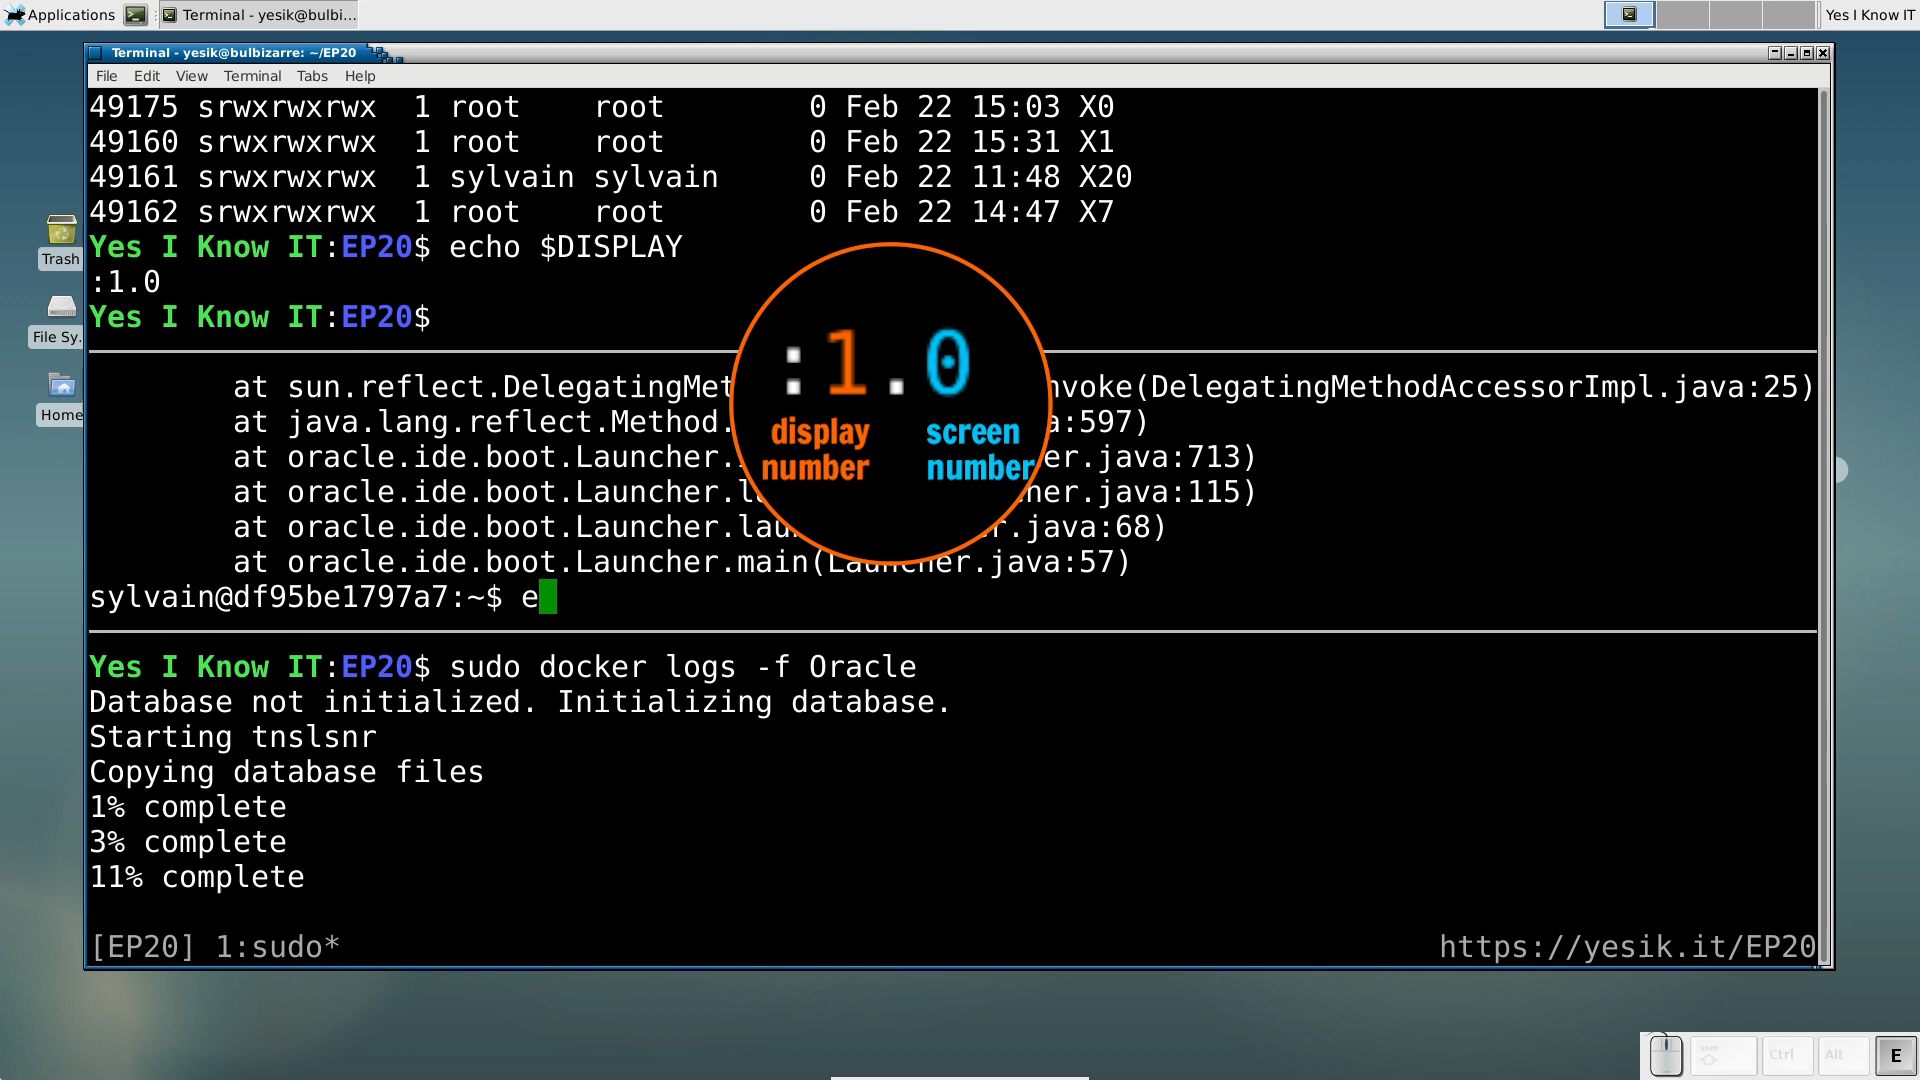 Applications
Terminal - yesik@bulbi...
Yes I Know IT
Terminal - yesik@bulbizarre: ~/EP20
File Edit View Terminal Tabs Help
49175 srwxrwxrwx  1 root    root        0 Feb 22 15:03 X0
49160 srwxrwxrwx  1 root    root        0 Feb 22 15:31 X1
49161 srwxrwxrwx  1 sylvain sylvain     0 Feb 22 11:48 X20
49162 srwxrwxrwx  1 root    root        0 Feb 22 14:47 X7
Yes I Know IT:EP20$ echo $DISPLAY
:1.0
Yes I Know IT:EP20$
:1.0
display number
screen number
at sun.reflect.DelegatingMet nvoke(DelegatingMethodAccessorImpl.java:25)
at java.lang.reflect.Method. a:597)
at oracle.ide.boot.Launcher. er.java:713)
at oracle.ide.boot.Launcher.l her.java:115)
at oracle.ide.boot.Launcher.lau r.java:68)
at oracle.ide.boot.Launcher.main(Launcher.java:57)
sylvain@df95be1797a7:~$ e
Yes I Know IT:EP20$ sudo docker logs -f Oracle
Database not initialized. Initializing database.
Starting tnslsnr
Copying database files
1% complete
3% complete
11% complete
[EP20] 1:sudo*
https://yesik.it/EP20
Trash
File Sy.
Home
Shift
Ctrl
Alt
E